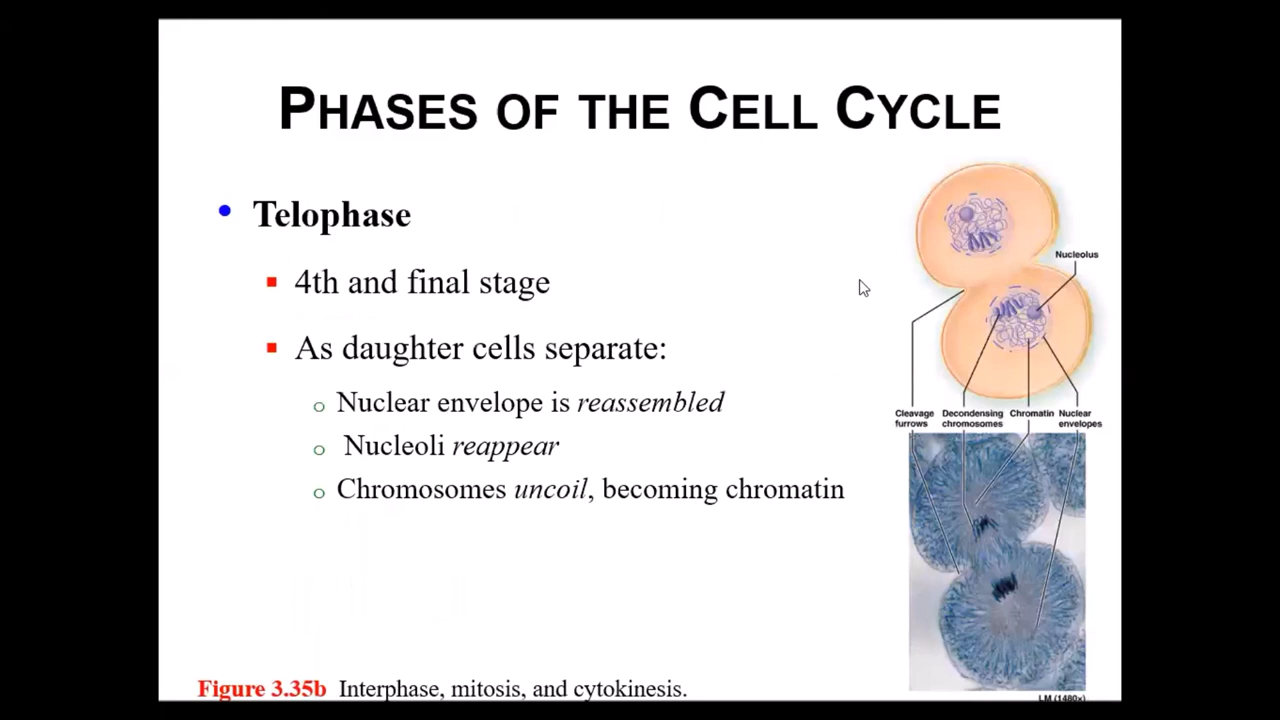 PHASES OF THE CELL CYCLE
• Telophase
▪ 4th and final stage
▪ As daughter cells separate:
o Nuclear envelope is reassembled
o Nucleoli reappear
o Chromosomes uncoil, becoming chromatin
Nucleolus
Cleavage furrows
Decondensing chromosomes
Chromatin
Nuclear envelopes
LM (1480×)
Figure 3.35b Interphase, mitosis, and cytokinesis.